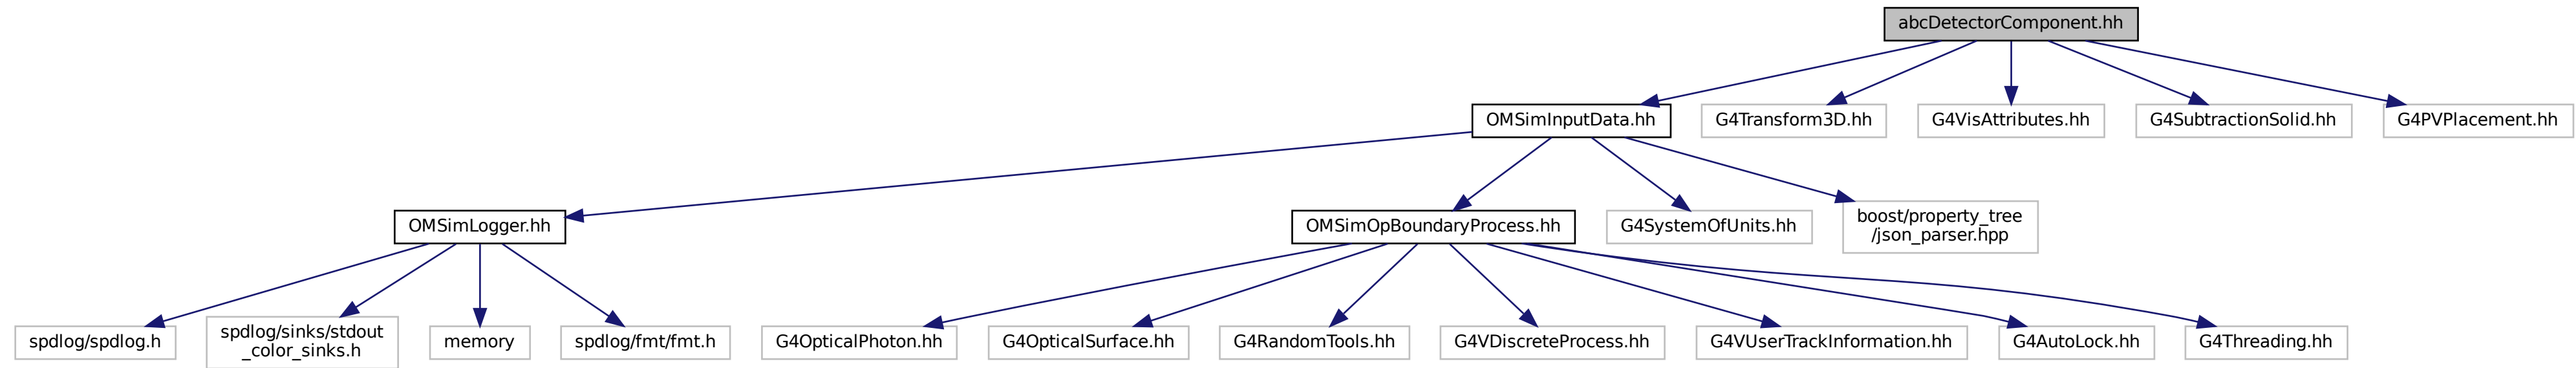 abcDetectorComponent.hh
OMSimInputData.hh
G4Transform3D.hh
G4VisAttributes.hh
G4SubtractionSolid.hh
G4PVPlacement.hh
OMSimLogger.hh
OMSimOpBoundaryProcess.hh
G4SystemOfUnits.hh
boost/property_tree
/json_parser.hpp
spdlog/spdlog.h
spdlog/sinks/stdout
_color_sinks.h
memory
spdlog/fmt/fmt.h
G4OpticalPhoton.hh
G4OpticalSurface.hh
G4RandomTools.hh
G4VDiscreteProcess.hh
G4VUserTrackInformation.hh
G4AutoLock.hh
G4Threading.hh